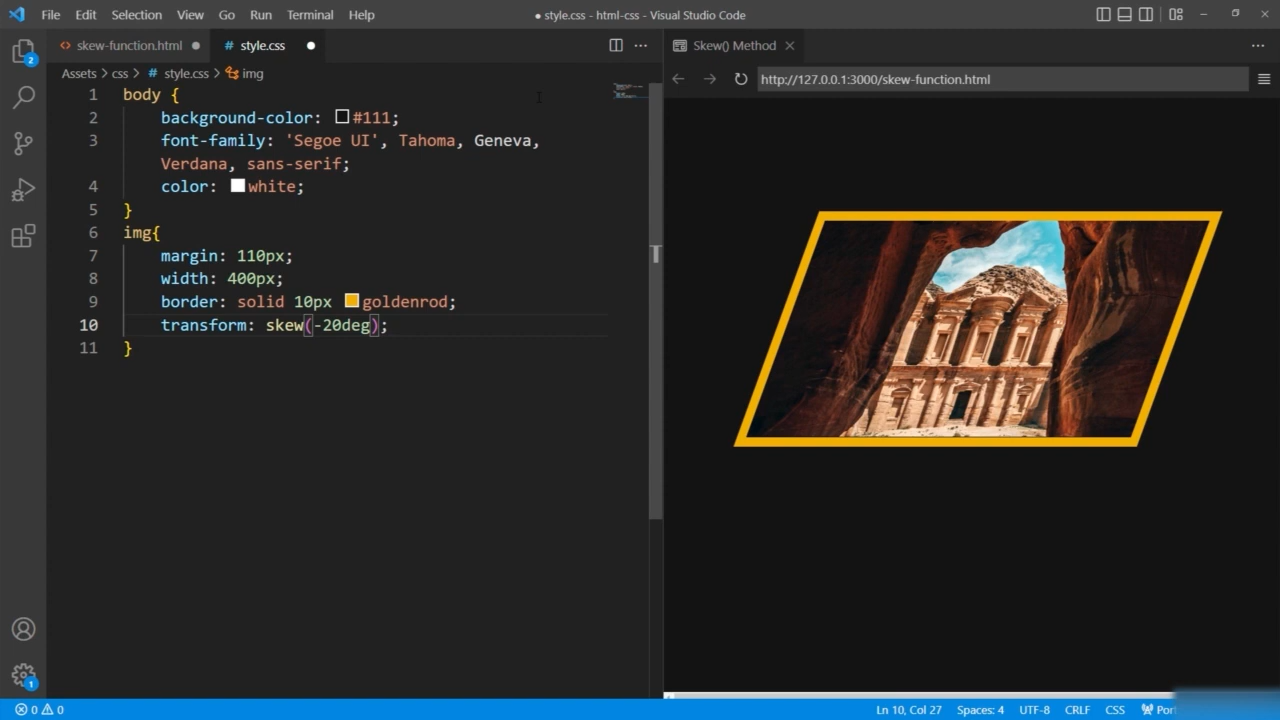 File Edit Selection View Go Run Terminal Help
● style.css - html-css - Visual Studio Code
2
skew-function.html ●
# style.css ●
Skew() Method
Assets > css > # style.css > img
http://127.0.0.1:3000/skew-function.html
1 body {
2 background-color: #111;
3 font-family: 'Segoe UI', Tahoma, Geneva,
Verdana, sans-serif;
4 color: white;
5 }
6 img{
7 margin: 110px;
8 width: 400px;
9 border: solid 10px goldenrod;
10 transform: skew(-20deg);
11 }
1
0 0
Ln 10, Col 27 Spaces: 4 UTF-8 CRLF CSS